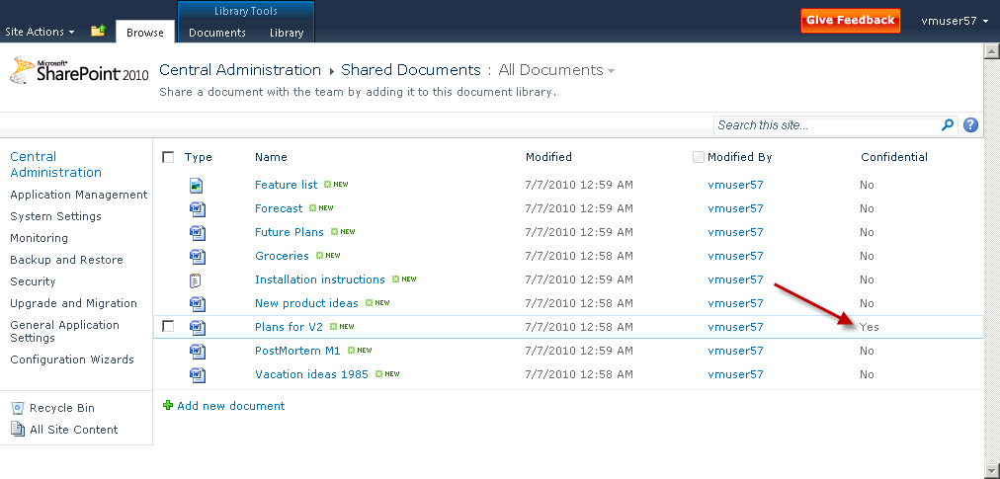 Library Tools
Site Actions Browse Documents Library Give Feedback vmuser57
Microsoft® SharePoint 2010
Central Administration Shared Documents : All Documents
Share a document with the team by adding it to this document library.
Search this site...
Central Administration
Application Management
System Settings
Monitoring
Backup and Restore
Security
Upgrade and Migration
General Application Settings
Configuration Wizards
Recycle Bin
All Site Content
Type Name Modified Modified By Confidential
Feature list NEW 7/7/2010 12:59 AM vmuser57 No
Forecast NEW 7/7/2010 12:59 AM vmuser57 No
Future Plans NEW 7/7/2010 12:59 AM vmuser57 No
Groceries NEW 7/7/2010 12:58 AM vmuser57 No
Installation instructions NEW 7/7/2010 12:59 AM vmuser57 No
New product ideas NEW 7/7/2010 12:58 AM vmuser57 No
Plans for V2 NEW 7/7/2010 12:58 AM vmuser57 Yes
PostMortem M1 NEW 7/7/2010 12:59 AM vmuser57 No
Vacation ideas 1985 NEW 7/7/2010 12:58 AM vmuser57 No
Add new document